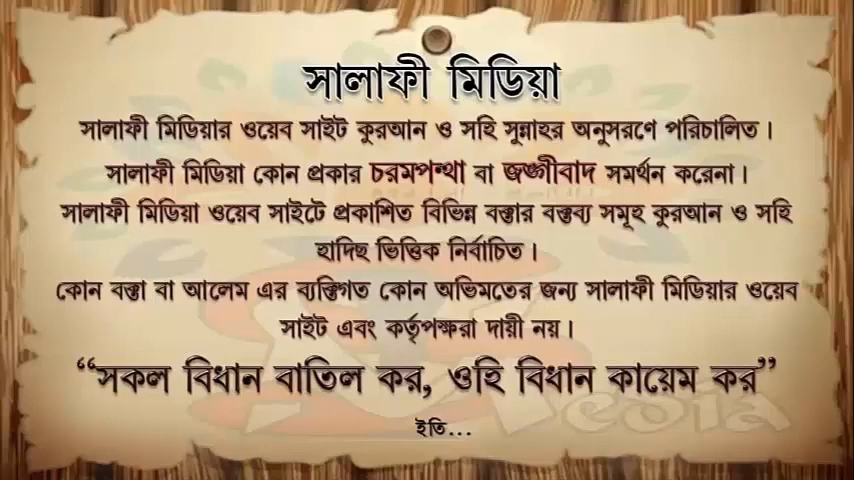 সালাফী মিডিয়া
সালাফী মিডিয়ার ওয়েব সাইট কুরআন ও সহি সুন্নাহর অনুসরণে পরিচালিত।
সালাফী মিডিয়া কোন প্রকার চরমপন্থা বা জঙ্গীবাদ সমর্থন করেনা।
সালাফী মিডিয়া ওয়েব সাইটে প্রকাশিত বিভিন্ন বক্তার বক্তব্য সমূহ কুরআন ও সহি
হাদিছ ভিত্তিক নির্বাচিত।
কোন বক্তা বা আলেম এর ব্যক্তিগত কোন অভিমতের জন্য সালাফী মিডিয়ার ওয়েব
সাইট এবং কর্তৃপক্ষরা দায়ী নয়।
“সকল বিধান বাতিল কর, ওহি বিধান কায়েম কর”
ইতি...